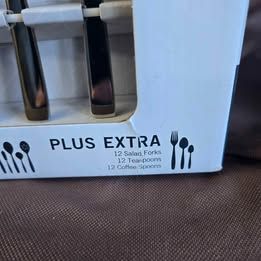 PLUS EXTRA
12 Salad Forks
12 Teaspoons
12 Coffee Spoons